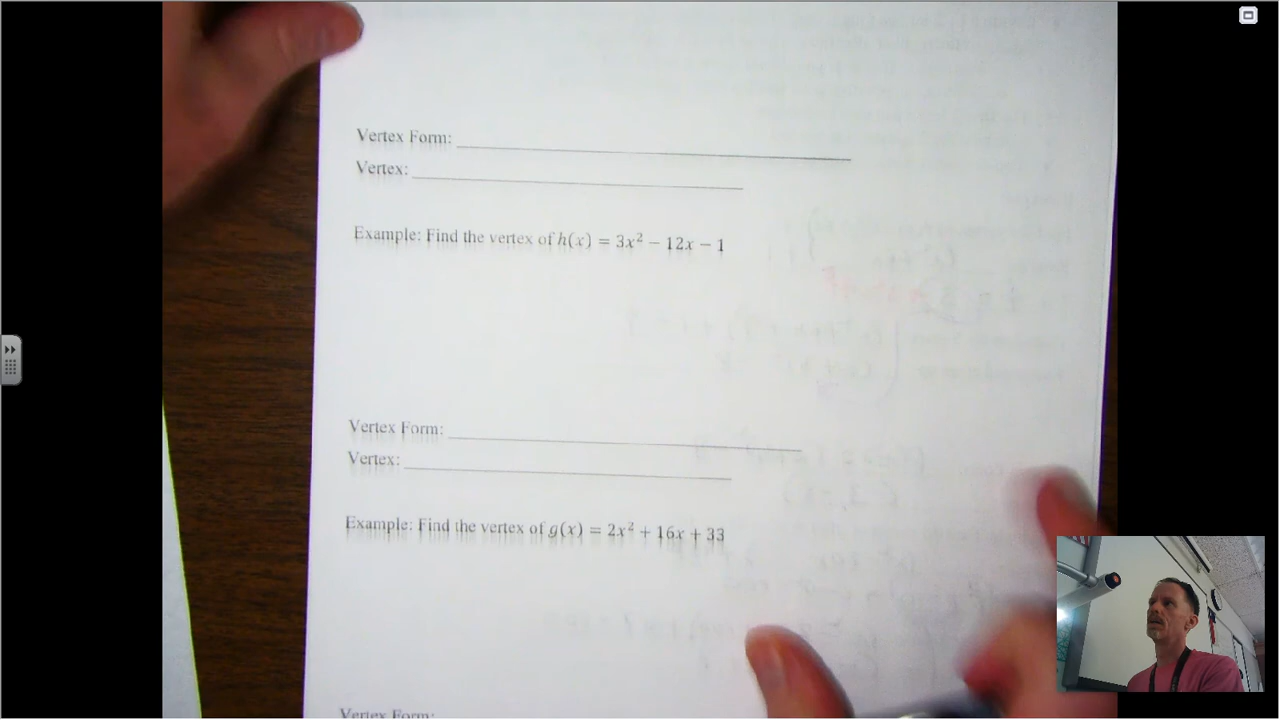 Vertex Form:
Vertex:
Example: Find the vertex of h(x) = 3x² − 12x − 1
Vertex Form:
Vertex:
Example: Find the vertex of g(x) = 2x² + 16x + 33
Vertex Form: